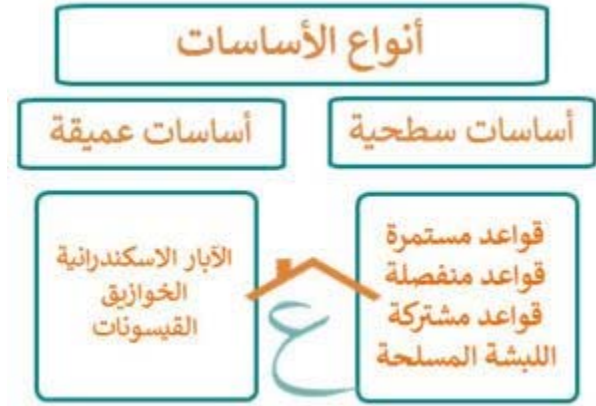 أنواع الأساسات
أساسات سطحية
أساسات عميقة
قواعد مستمرة
قواعد منفصلة
قواعد مشتركة
اللبشة المسلحة
الآبار الاسكندرانية
الخوازيق
القيسونات
ع